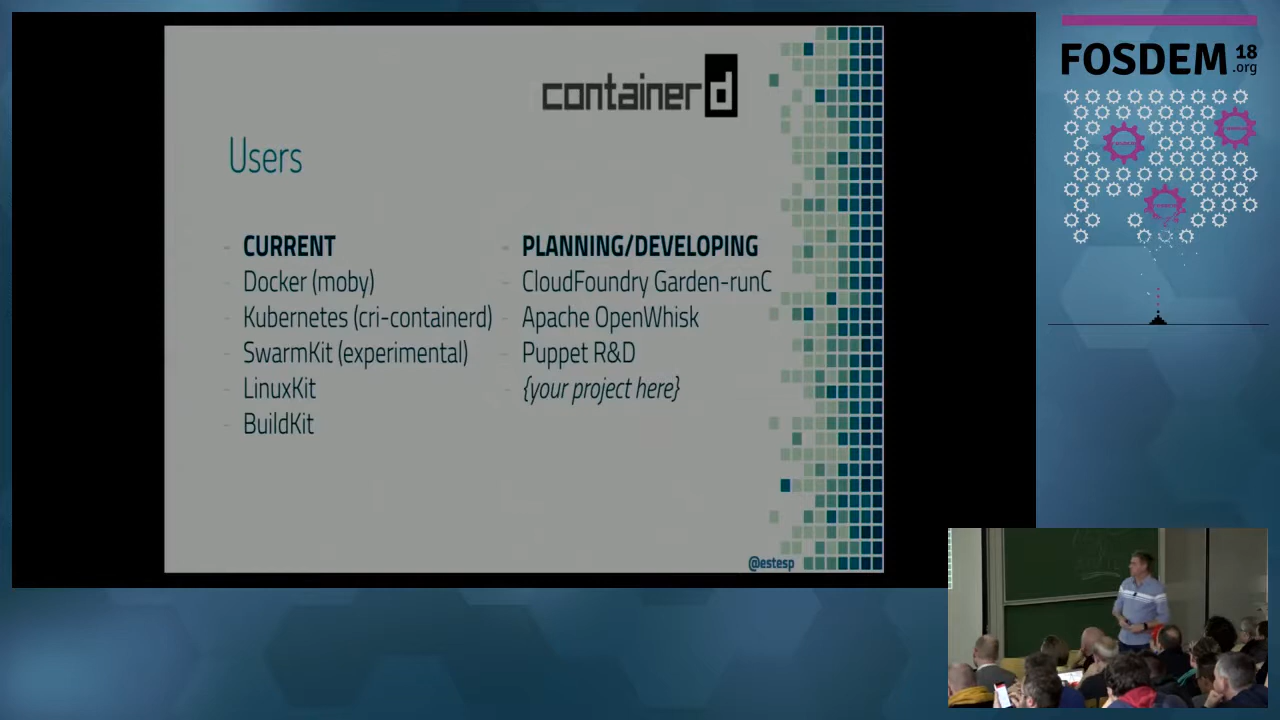 containerd
Users
- CURRENT
- Docker (moby)
- Kubernetes (cri-containerd)
- SwarmKit (experimental)
- LinuxKit
- BuildKit
- PLANNING/DEVELOPING
- CloudFoundry Garden-runC
- Apache OpenWhisk
- Puppet R&D
- {your project here}
@estesp
FOSDEM 18
.org